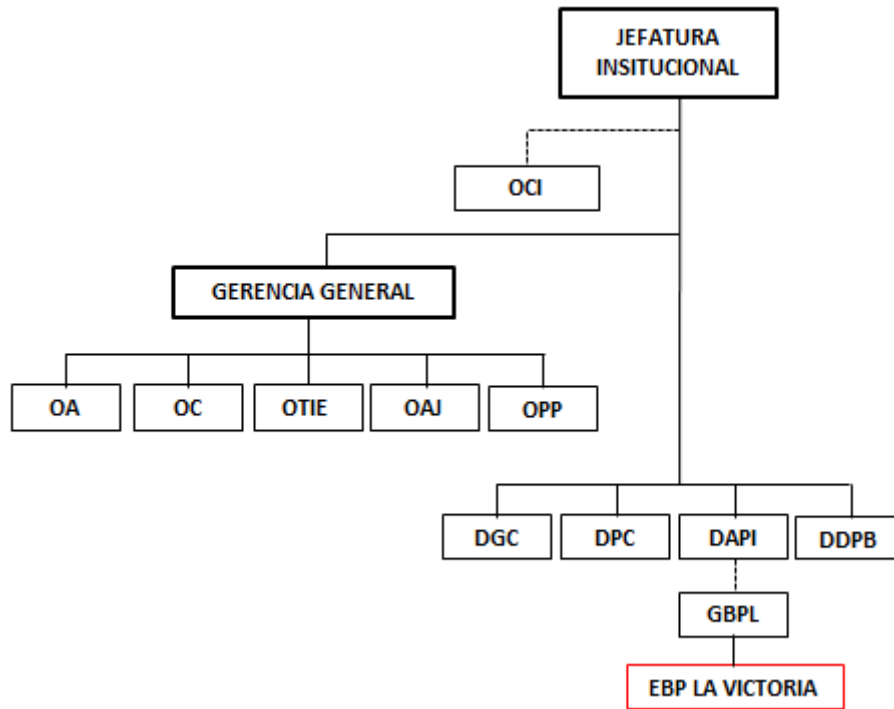 JEFATURA
INSITUCIONAL
OCI
GERENCIA GENERAL
OA
OC
OTIE
OAJ
OPP
DGC
DPC
DAPI
DDPB
GBPL
EBP LA VICTORIA